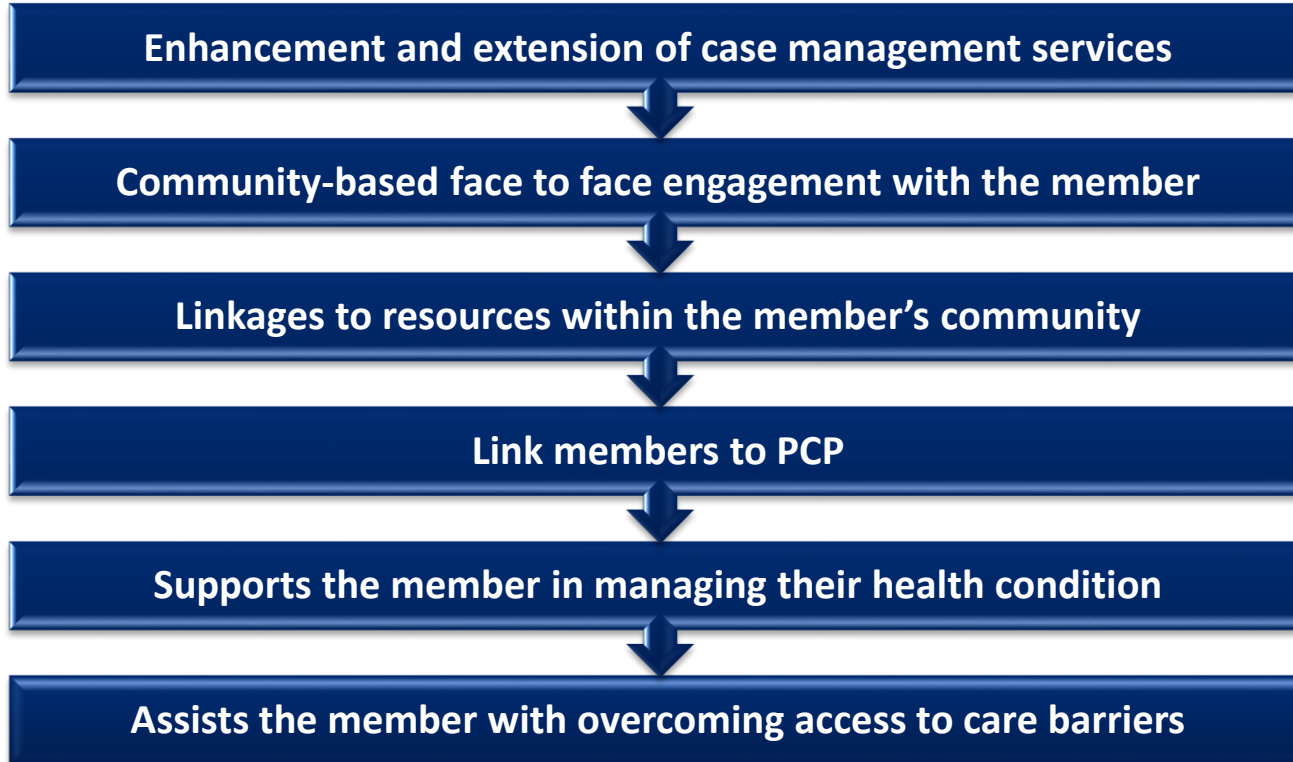 Enhancement and extension of case management services
Community-based face to face engagement with the member
Linkages to resources within the member’s community
Link members to PCP
Supports the member in managing their health condition
Assists the member with overcoming access to care barriers